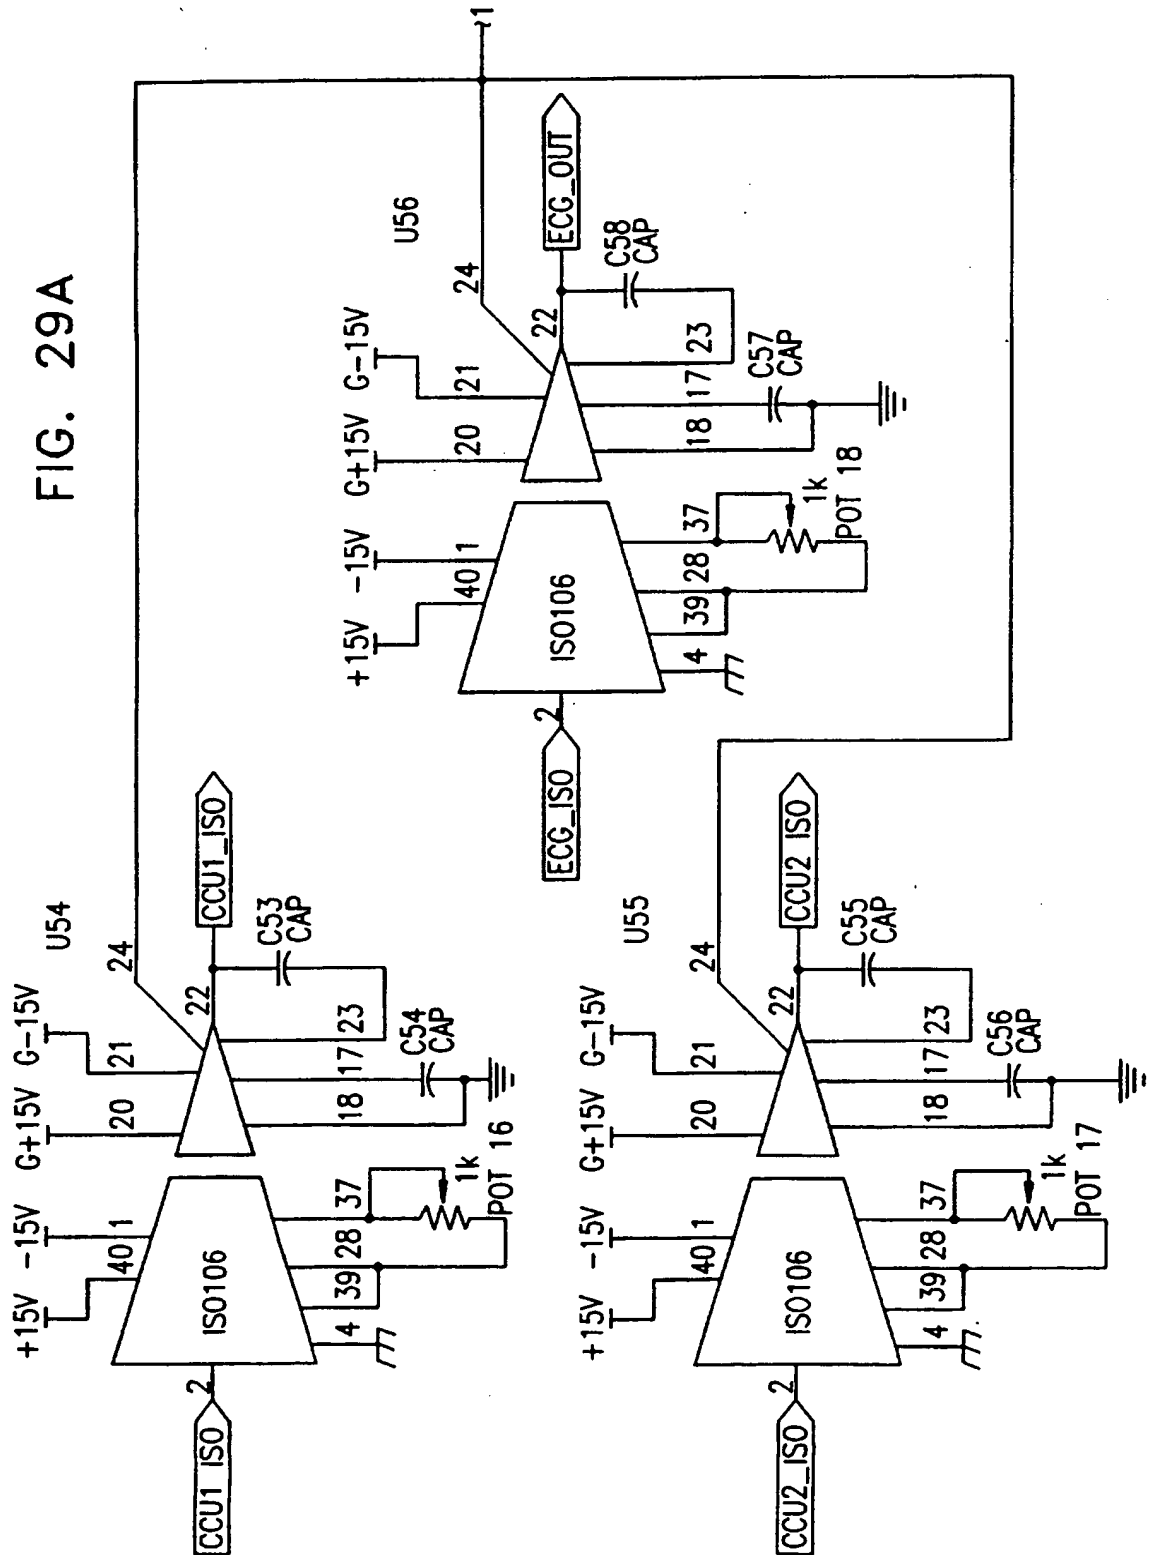 FIG. 29A
U54
+15V
-15V
G+15V
G-15V
40
1
20
21
24
CCU1 ISO
2
ISO106
22
CCU1_ISO
4
39
28
37
18
17
23
C53
CAP
C54
CAP
1k
POT 16
U55
+15V
-15V
G+15V
G-15V
40
1
20
21
24
CCU2_ISO
2
ISO106
22
CCU2 ISO
4
39
28
37
18
17
23
C55
CAP
C56
CAP
1k
POT 17
U56
+15V
-15V
G+15V
G-15V
40
1
20
21
24
ECG_ISO
2
ISO106
22
ECG_OUT
4
39
28
37
18
17
23
C58
CAP
C57
CAP
1k
POT 18
~1